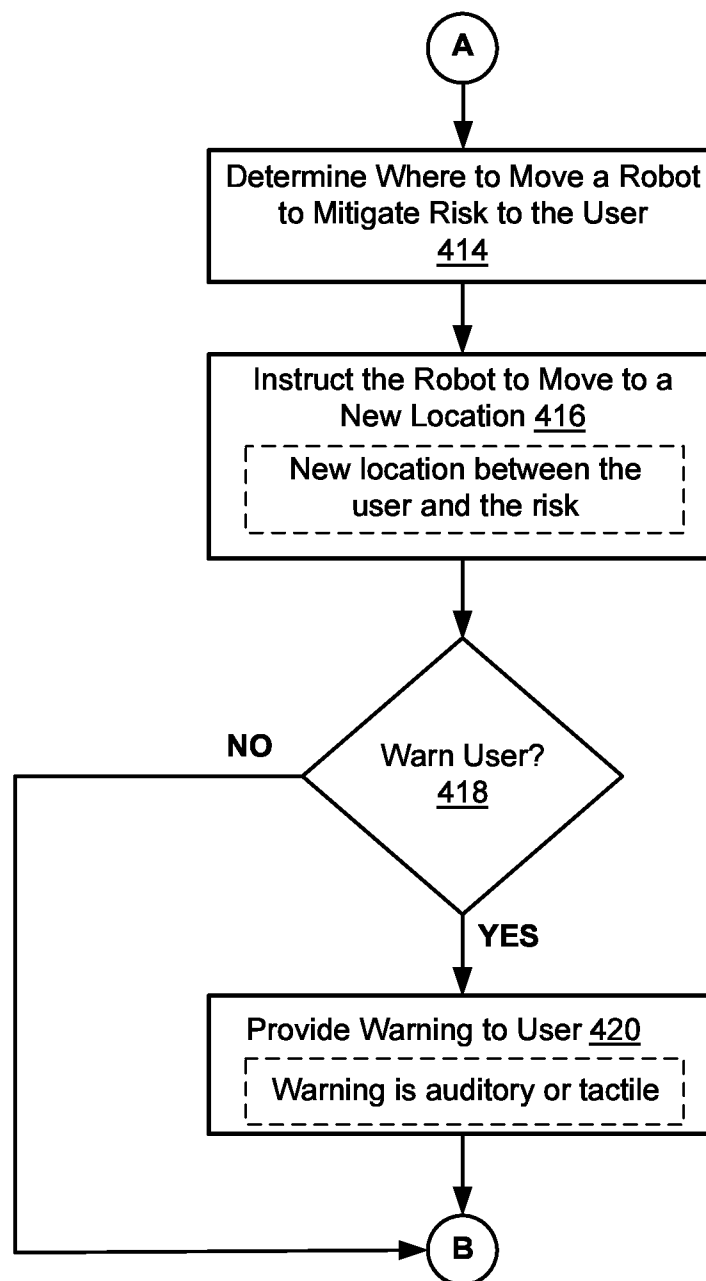 A
Determine Where to Move a Robot
to Mitigate Risk to the User
414
Instruct the Robot to Move to a
New Location 416
New location between the
user and the risk
NO
Warn User?
418
YES
Provide Warning to User 420
Warning is auditory or tactile
B